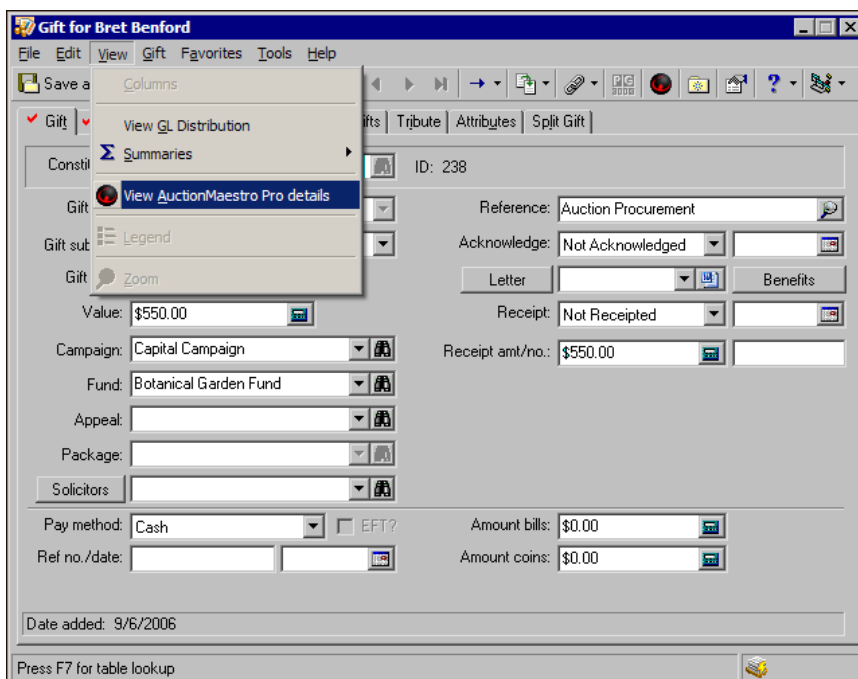 Gift for Bret Benford
File Edit View Gift Favorites Tools Help
Save a
Columns
View GL Distribution
Σ Summaries
View AuctionMaestro Pro details
Legend
Zoom
Gift ifts Tribute Attributes Split Gift
Constit ID: 238
Gift Reference: Auction Procurement
Gift sub Acknowledge: Not Acknowledged
Gift Letter Benefits
Value: $550.00 Receipt: Not Receipted
Campaign: Capital Campaign Receipt amt/no.: $550.00
Fund: Botanical Garden Fund
Appeal:
Package:
Solicitors
Pay method: Cash EFT? Amount bills: $0.00
Ref no./date: Amount coins: $0.00
Date added: 9/6/2006
Press F7 for table lookup